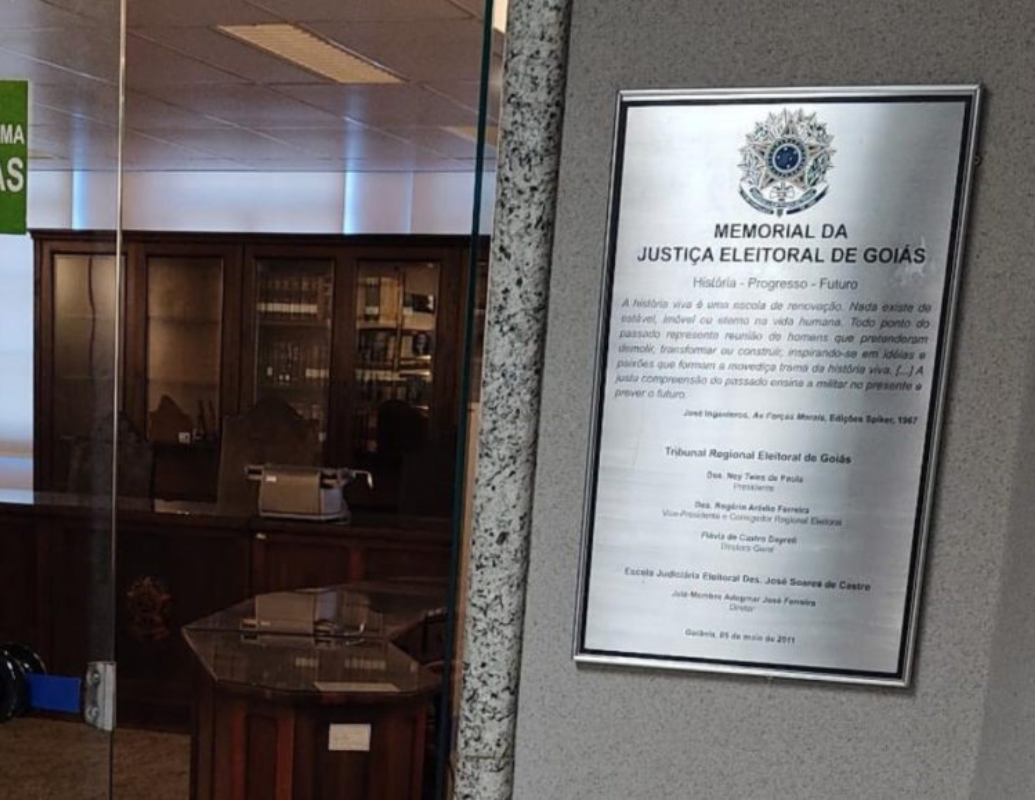 MA
AS
MEMORIAL DA
JUSTIÇA ELEITORAL DE GOIÁS
História - Progresso - Futuro
A história viva é uma escola de renovação. Nada existe de
estável, imóvel ou eterno na vida humana. Todo ponto do
passado representa reunião de homens que pretenderam
demolir, transformar ou construir, inspirando-se em idéias e
paixões que formam a movediça trama da história viva. [...] A
justa compreensão do passado ensina a militar no presente e
prever o futuro.
José Ingenieros, As Forças Morais, Edições Spiker, 1967
Tribunal Regional Eleitoral de Goiás
Des. Ney Teles de Paula
Presidente
Des. Rogério Arédio Ferreira
Vice-Presidente e Corregedor Regional Eleitoral
Flávia de Castro Dayrell
Diretora-Geral
Escola Judiciária Eleitoral Des. José Soares de Castro
Juiz-Membro Adegmar José Ferreira
Diretor
Goiânia, 05 de maio de 2011